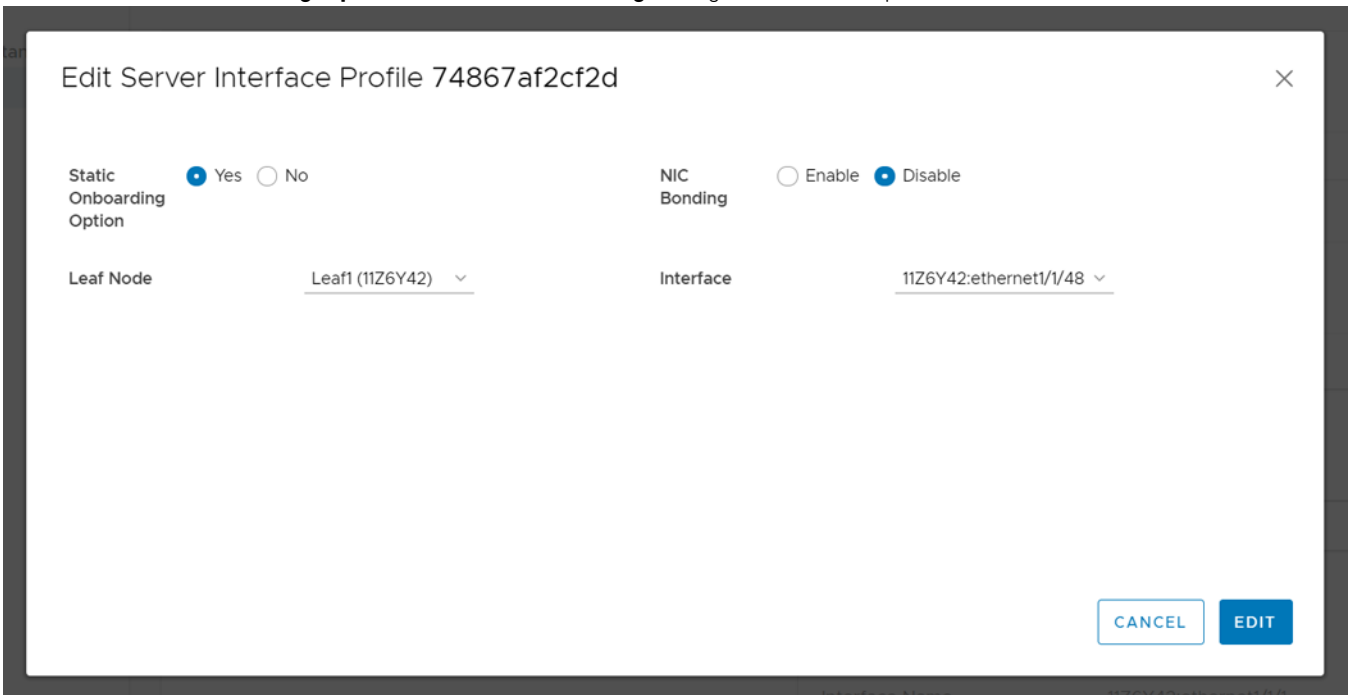 Edit Server Interface Profile 74867af2cf2d
Static Onboarding Option
Yes
No
NIC Bonding
Enable
Disable
Leaf Node
Leaf1 (11Z6Y42)
Interface
11Z6Y42:ethernet1/1/48
CANCEL
EDIT